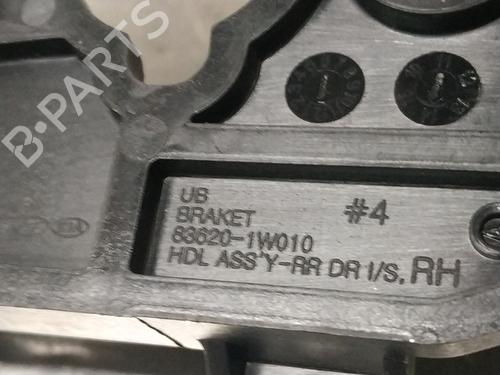 B-PARTS
UB
BRAKET #4
83620-1W010
HDL ASS'Y-RR DR I/S. RH